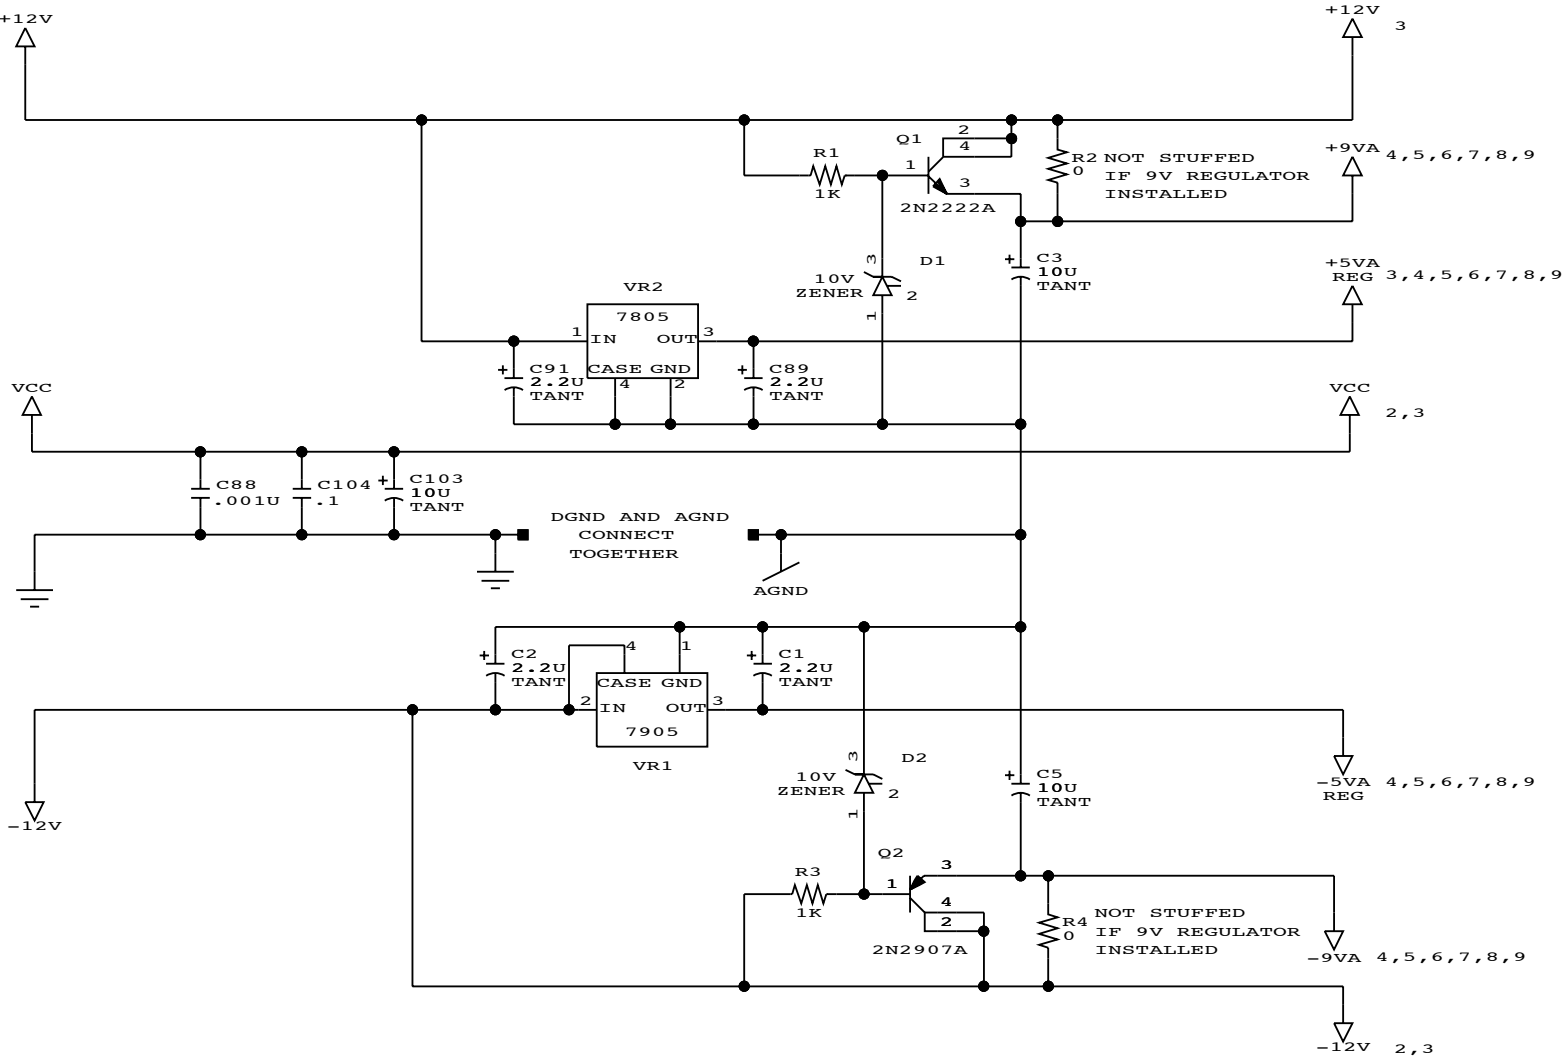 +12V
+12V
3
Q1
2
4
1
3
2N2222A
R1
1K
R2
0
NOT STUFFED
IF 9V REGULATOR
INSTALLED
+9VA
4,5,6,7,8,9
+5VA
REG
3,4,5,6,7,8,9
3
D1
10V
ZENER
2
1
+
C3
10U
TANT
VR2
7805
1
IN
OUT
3
CASE
GND
4
2
+
C91
2.2U
TANT
+
C89
2.2U
TANT
VCC
VCC
2,3
C88
.001U
C104
.1
+
C103
10U
TANT
DGND AND AGND
CONNECT
TOGETHER
AGND
+
C2
2.2U
TANT
4
1
CASE
GND
2
IN
OUT
3
7905
VR1
+
C1
2.2U
TANT
-12V
3
D2
10V
ZENER
2
1
+
C5
10U
TANT
-5VA
REG
4,5,6,7,8,9
Q2
3
1
4
2
2N2907A
R3
1K
R4
0
NOT STUFFED
IF 9V REGULATOR
INSTALLED
-9VA
4,5,6,7,8,9
-12V
2,3